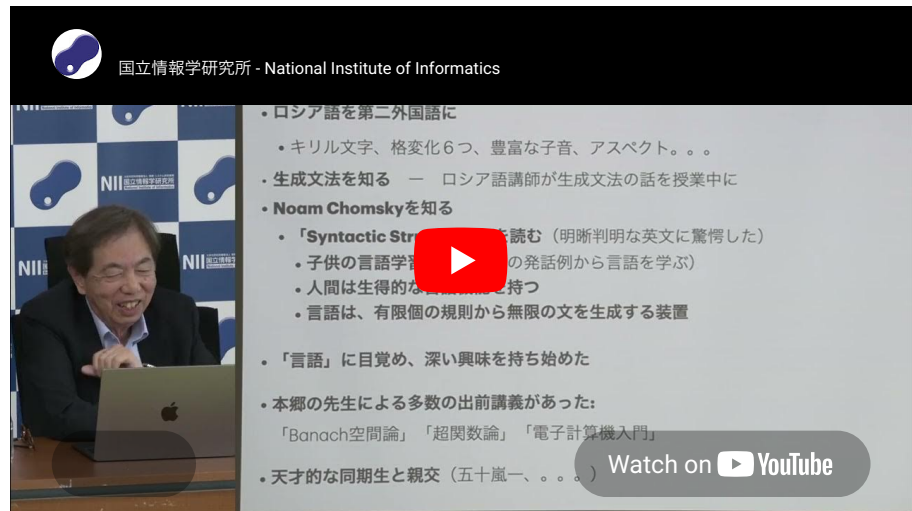 国立情報学研究所 - National Institute of Informatics
• ロシア語を第二外国語に
• キリル文字、格変化６つ、豊富な子音、アスペクト。。。
• 生成文法を知る ー ロシア語講師が生成文法の話を授業中に
• Noam Chomskyを知る
• 「Syntactic を読む（明晰判明な英文に驚愕した）
• 子供の言語学習 の発話例から言語を学ぶ）
• 人間は生得的な を持つ
• 言語は、有限個の規則から無限の文を生成する装置
• 「言語」に目覚め、深い興味を持ち始めた
• 本郷の先生による多数の出前講義があった:
「Banach空間論」「超関数論」「電子計算機入門」
• 天才的な同期生と親交（五十嵐一、。。。）
NII
NII
Watch on YouTube